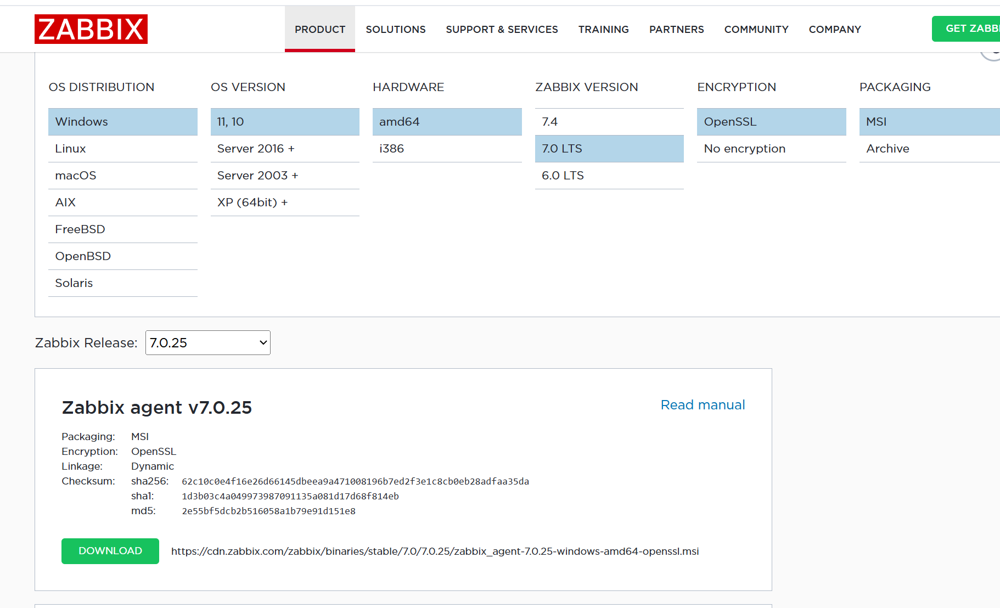 ZABBIX
PRODUCT SOLUTIONS SUPPORT & SERVICES TRAINING PARTNERS COMMUNITY COMPANY GET ZABB
OS DISTRIBUTION
Windows
Linux
macOS
AIX
FreeBSD
OpenBSD
Solaris
OS VERSION
11, 10
Server 2016 +
Server 2003 +
XP (64bit) +
HARDWARE
amd64
i386
ZABBIX VERSION
7.4
7.0 LTS
6.0 LTS
ENCRYPTION
OpenSSL
No encryption
PACKAGING
MSI
Archive
Zabbix Release: 7.0.25
Zabbix agent v7.0.25
Read manual
Packaging: MSI
Encryption: OpenSSL
Linkage: Dynamic
Checksum: sha256: 62c10c0e4f16e26d66145dbeea9a471008196b7ed2f3e1c8cb0eb28adfaa35da
sha1: 1d3b03c4a049973987091135a081d17d68f814eb
md5: 2e55bf5dcb2b516058a1b79e91d151e8
DOWNLOAD https://cdn.zabbix.com/zabbix/binaries/stable/7.0/7.0.25/zabbix_agent-7.0.25-windows-amd64-openssl.msi